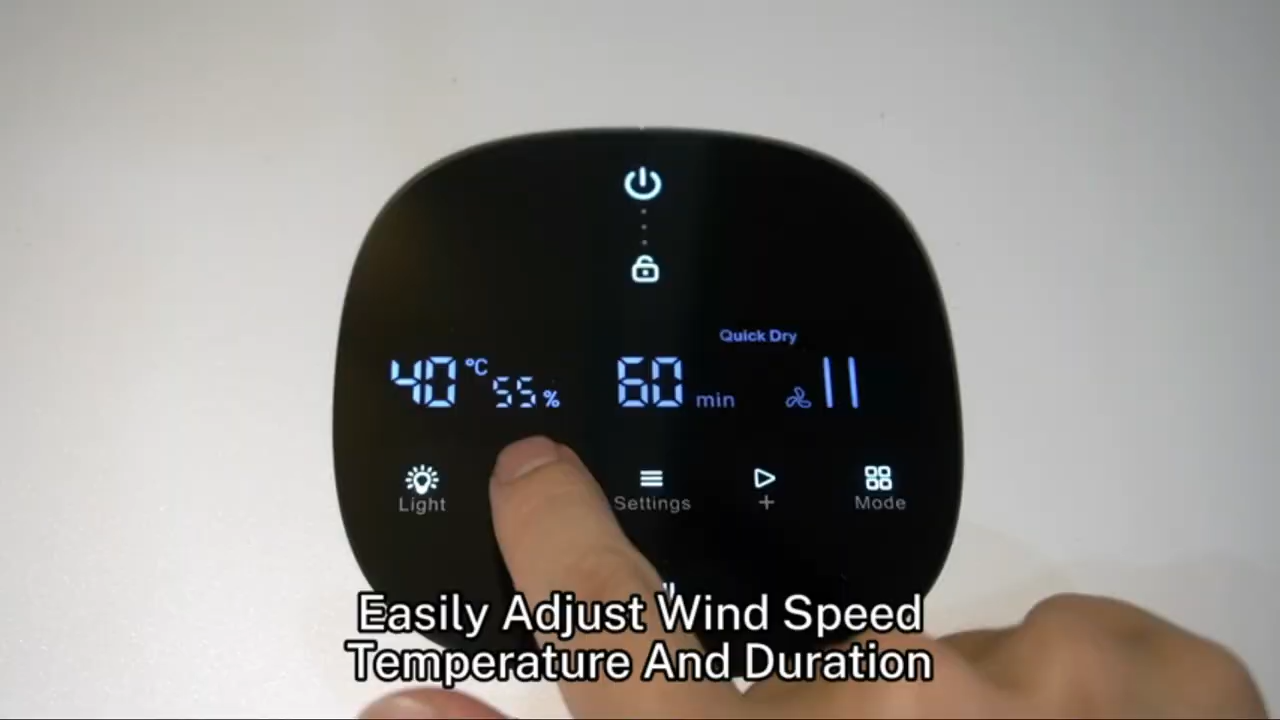 Quick Dry
40 °C 55 % 60 min
Light Settings + Mode
Easily Adjust Wind Speed
Temperature And Duration